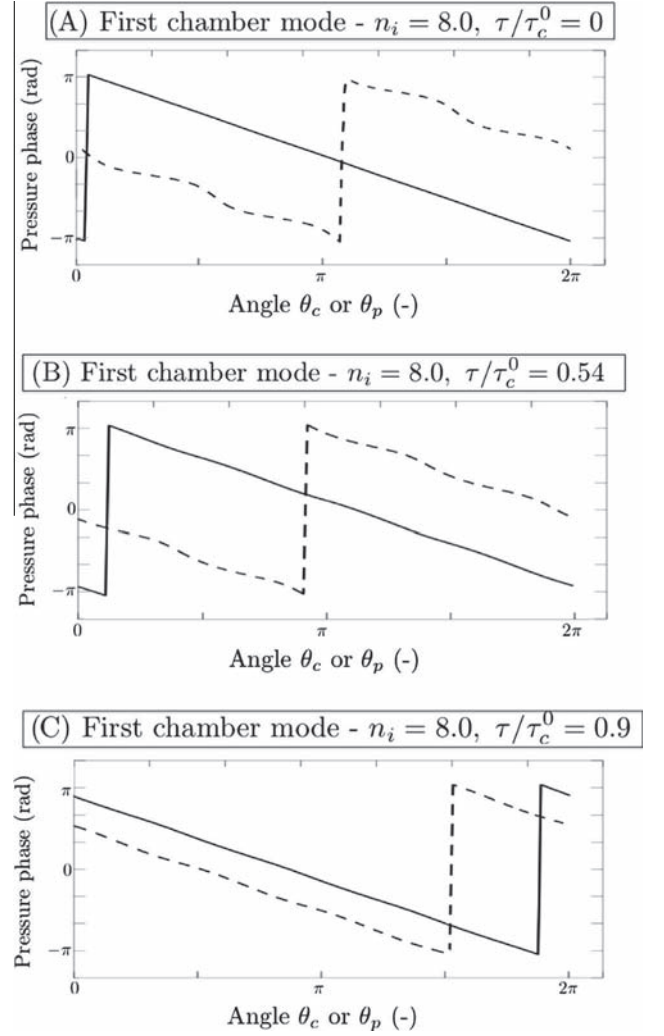 (A) First chamber mode - n_i = 8.0, τ/τ_c^0 = 0
Pressure phase (rad)
π
0
−π
0
π
2π
Angle θ_c or θ_p (-)
(B) First chamber mode - n_i = 8.0, τ/τ_c^0 = 0.54
Pressure phase (rad)
π
0
−π
0
π
2π
Angle θ_c or θ_p (-)
(C) First chamber mode - n_i = 8.0, τ/τ_c^0 = 0.9
Pressure phase (rad)
π
0
−π
0
π
2π
Angle θ_c or θ_p (-)